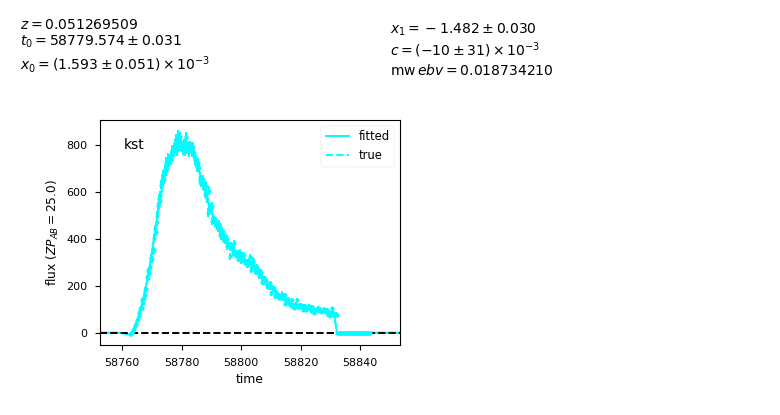 z = 0.051269509
t₀ = 58779.574 ± 0.031
x₀ = (1.593 ± 0.051) × 10⁻³
x₁ = −1.482 ± 0.030
c = (−10 ± 31) × 10⁻³
mw ebv = 0.018734210
kst
fitted
true
800
600
400
200
0
flux (ZP_AB = 25.0)
58760 58780 58800 58820 58840
time